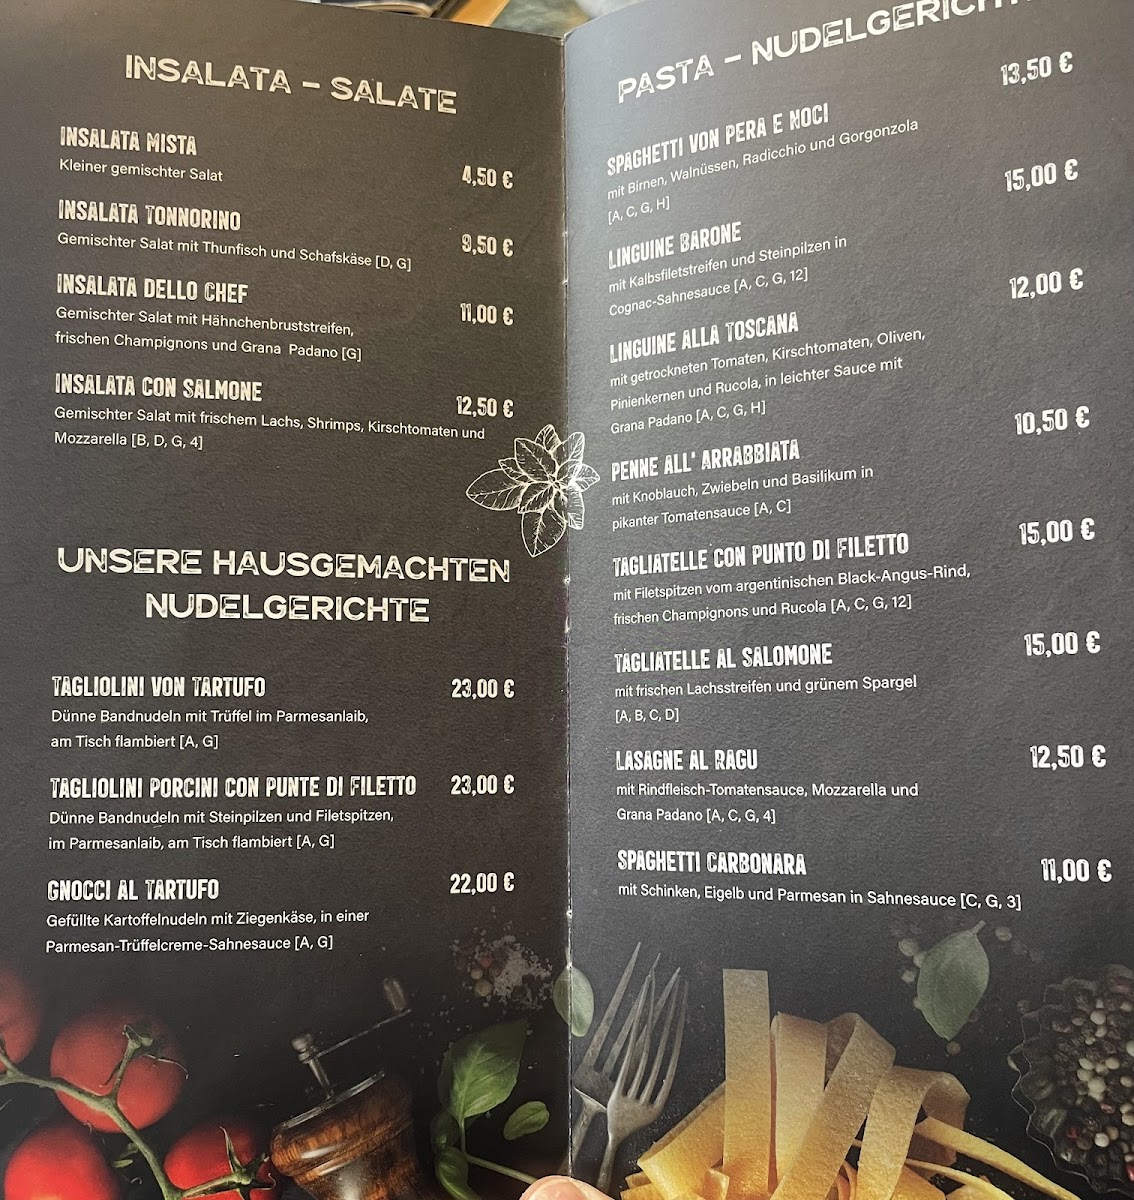 INSALATA – SALATE
INSALATA MISTA
Kleiner gemischter Salat
4,50 €
INSALATA TONNORINO
Gemischter Salat mit Thunfisch und Schafskäse [D, G]
9,50 €
INSALATA DELLO CHEF
Gemischter Salat mit Hähnchenbruststreifen,
11,00 €
frischen Champignons und Grana Padano [G]
INSALATA CON SALMONE
12,50 €
Gemischter Salat mit frischem Lachs, Shrimps, Kirschtomaten und
Mozzarella [B, D, G, 4]
UNSERE HAUSGEMACHTEN
NUDELGERICHTE
TAGLIOLINI VON TARTUFO 23,00 €
Dünne Bandnudeln mit Trüffel im Parmesanlaib,
am Tisch flambiert [A, G]
TAGLIOLINI PORCINI CON PUNTE DI FILETTO 23,00 €
Dünne Bandnudeln mit Steinpilzen und Filetspitzen,
im Parmesanlaib, am Tisch flambiert [A, G]
GNOCCI AL TARTUFO 22,00 €
Gefüllte Kartoffelnudeln mit Ziegenkäse, in einer
Parmesan-Trüffelcreme-Sahnesauce [A, G]
PASTA – NUDELGERICHTE
SPAGHETTI VON PERA E NOCI 13,50 €
mit Birnen, Walnüssen, Radicchio und Gorgonzola
[A, C, G, H]
LINGUINE BARONE 15,00 €
mit Kalbsfiletstreifen und Steinpilzen in
Cognac-Sahnesauce [A, C, G, 12]
LINGUINE ALLA TOSCANA 12,00 €
mit getrockneten Tomaten, Kirschtomaten, Oliven,
Pinienkernen und Rucola, in leichter Sauce mit
Grana Padano [A, C, G, H]
PENNE ALL' ARRABBIATA 10,50 €
mit Knoblauch, Zwiebeln und Basilikum in
pikanter Tomatensauce [A, C]
TAGLIATELLE CON PUNTO DI FILETTO 15,00 €
mit Filetspitzen vom argentinischen Black-Angus-Rind,
frischen Champignons und Rucola [A, C, G, 12]
TAGLIATELLE AL SALOMONE 15,00 €
mit frischen Lachsstreifen und grünem Spargel
[A, B, C, D]
LASAGNE AL RAGU 12,50 €
mit Rindfleisch-Tomatensauce, Mozzarella und
Grana Padano [A, C, G, 4]
SPAGHETTI CARBONARA 11,00 €
mit Schinken, Eigelb und Parmesan in Sahnesauce [C, G, 3]